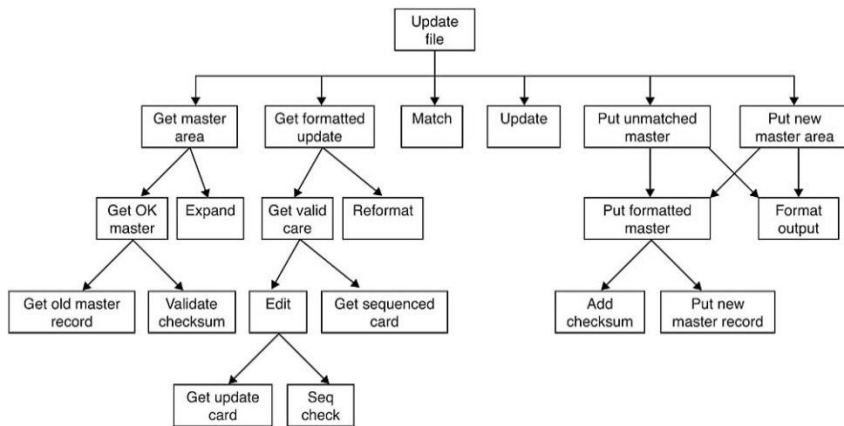 Update
file
Get master
area
Get formatted
update
Match
Update
Put unmatched
master
Put new
master area
Get OK
master
Expand
Get valid
care
Reformat
Put formatted
master
Format
output
Get old master
record
Validate
checksum
Edit
Get sequenced
card
Add
checksum
Put new
master record
Get update
card
Seq
check